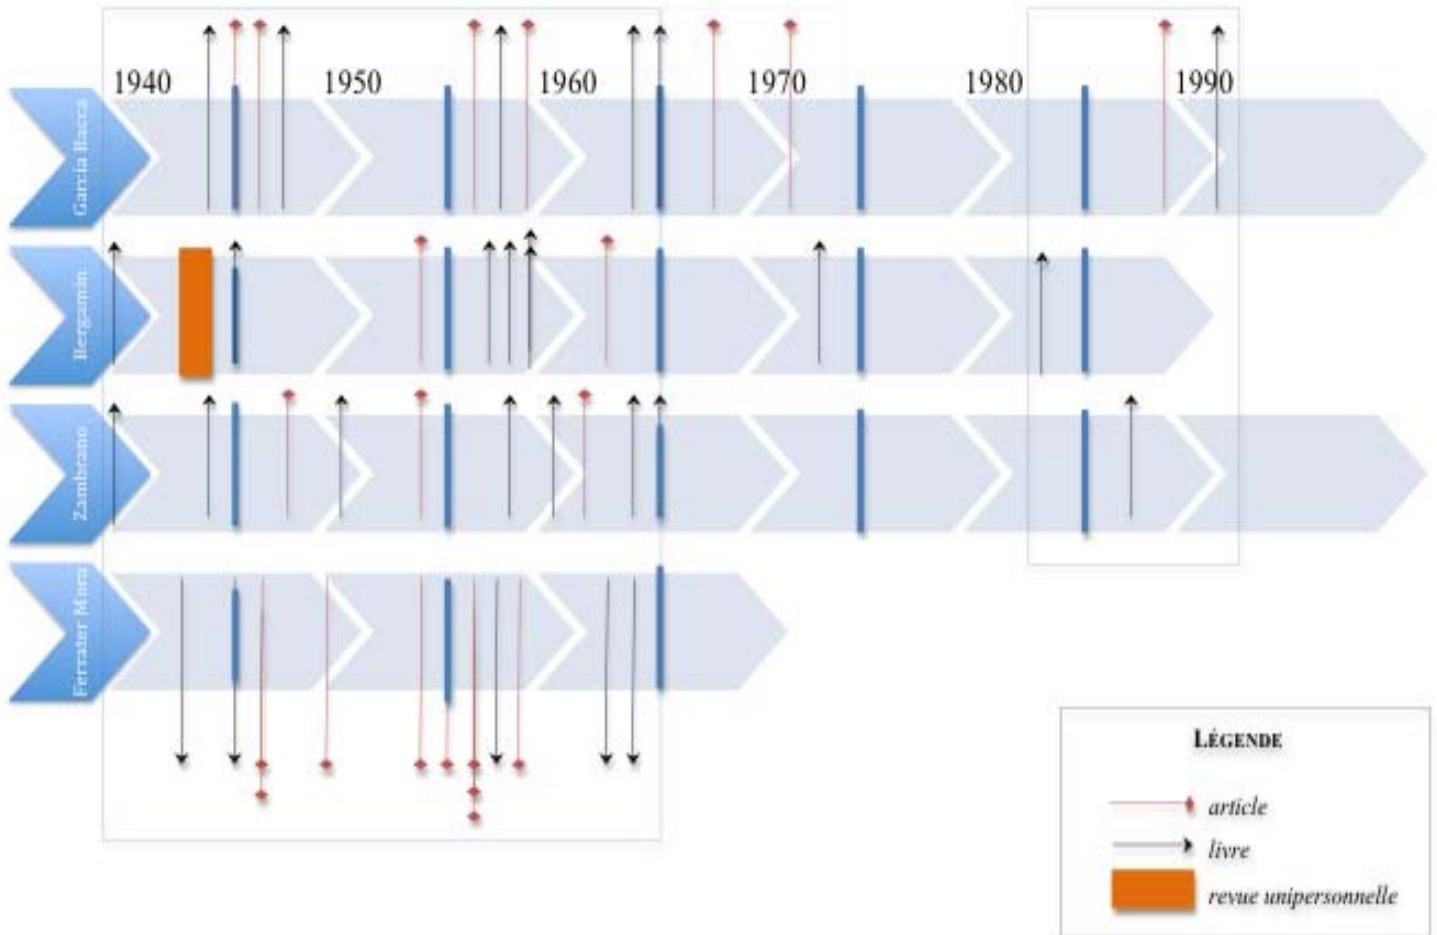 1940 1950 1960 1970 1980 1990
García Bacca
Bergamín
Zambrano
Ferrater Mora
LÉGENDE
article
livre
revue unipersonnelle